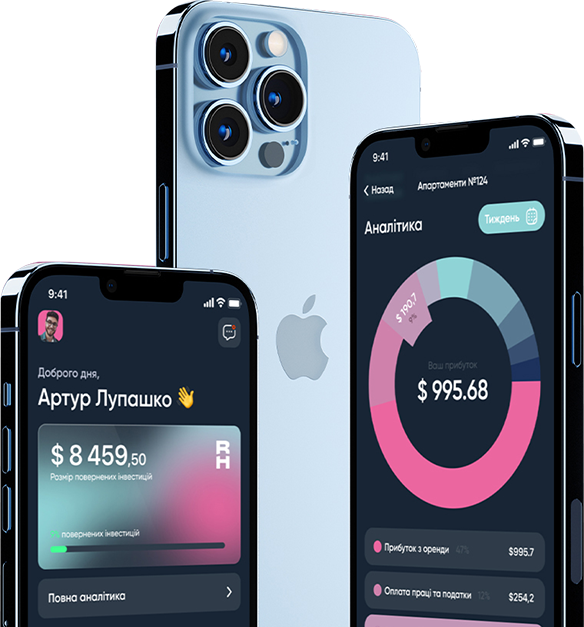 9:41
Доброго дня,
Артур Лупашко 👋
$ 8 459,50
RH
Розмір повернених інвестицій
повернених інвестицій
Повна аналітика
9:41
Назад
Апартаменти №124
Аналітика
Тиждень
$ 190,7
9%
Ваш прибуток
$ 995.68
Прибуток з оренди 47% $995.7
Оплата праці та податки 12% $254,2